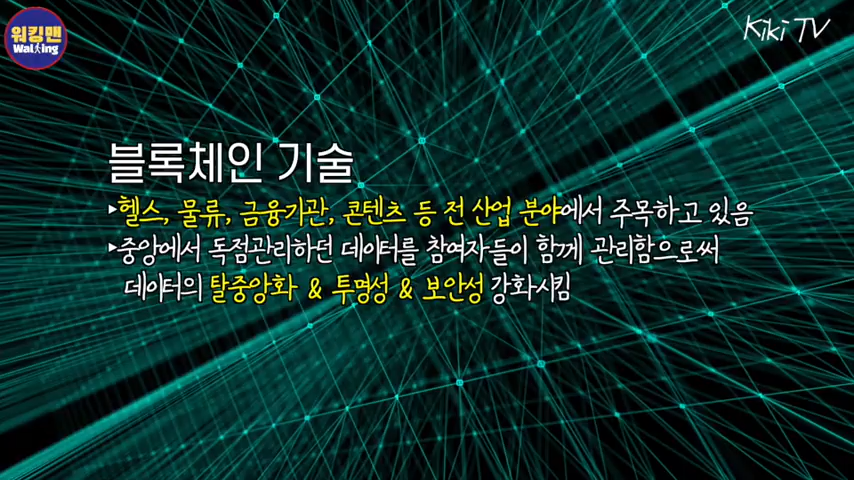 워킹맨
Walking
Kiki TV
블록체인 기술
▸헬스, 물류, 금융기관, 콘텐츠 등 전 산업 분야에서 주목하고 있음
▸중앙에서 독점관리하던 데이터를 참여자들이 함께 관리함으로써
데이터의 탈중앙화 & 투명성 & 보안성 강화시킴